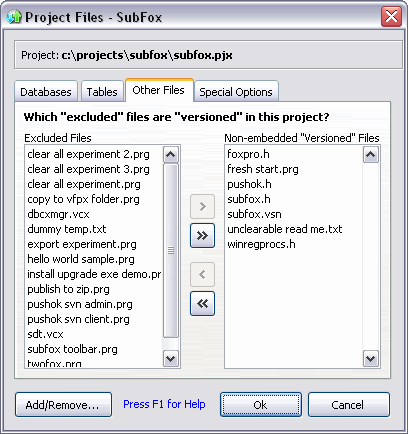 Project Files - SubFox
Project: c:\projects\subfox\subfox.pjx
Databases Tables Other Files Special Options
Which "excluded" files are "versioned" in this project?
Excluded Files
clear all experiment 2.prg
clear all experiment 3.prg
clear all experiment.prg
copy to vfpx folder.prg
dbcxmgr.vcx
dummy temp.txt
export experiment.prg
hello world sample.prg
install upgrade exe demo.pr
publish to zip.prg
pushok svn admin.prg
pushok svn client.prg
sdt.vcx
subfox toolbar.prg
twofox.prg
Non-embedded "Versioned" Files
foxpro.h
fresh start.prg
pushok.h
subfox.h
subfox.vsn
unclearable read me.txt
winregprocs.h
Add/Remove... Press F1 for Help Ok Cancel